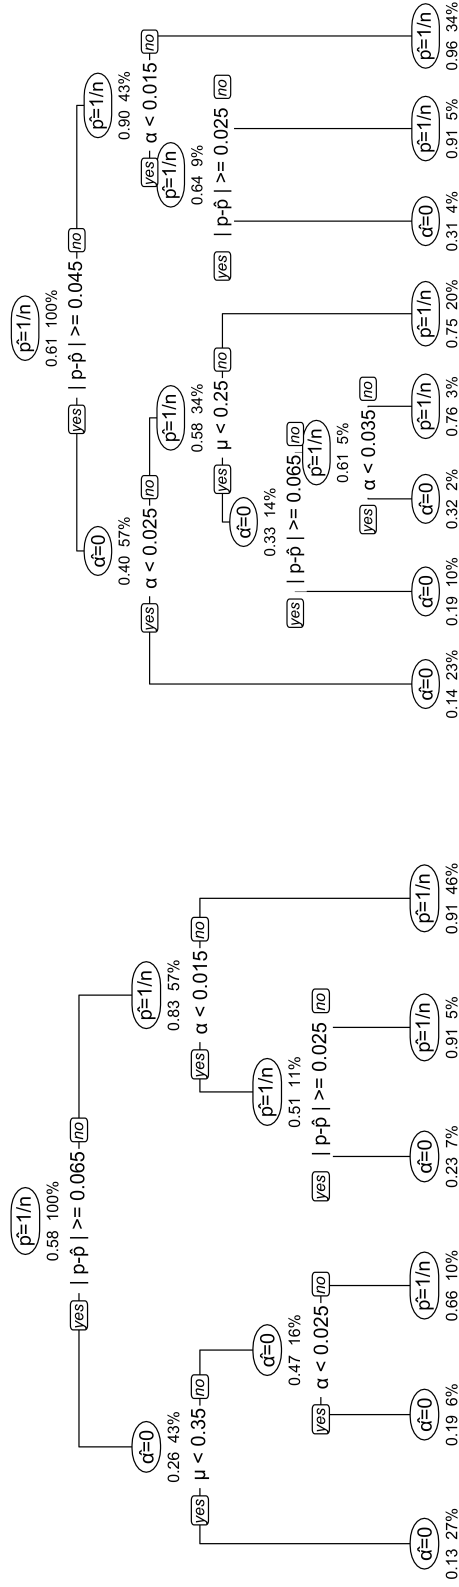 p̂=1/n
0.58 100%
yes | p-p̂ | >= 0.065 no
α̂=0
0.26 43%
yes μ < 0.35 no
p̂=1/n
0.83 57%
yes α < 0.015 no
α̂=0
0.47 16%
yes α < 0.025 no
p̂=1/n
0.51 11%
yes | p-p̂ | >= 0.025 no
α̂=0
0.13 27%
α̂=0
0.19 6%
p̂=1/n
0.66 10%
α̂=0
0.23 7%
p̂=1/n
0.91 5%
p̂=1/n
0.91 46%
p̂=1/n
0.61 100%
yes | p-p̂ | >= 0.045 no
α̂=0
0.40 57%
yes α < 0.025 no
p̂=1/n
0.90 43%
yes α < 0.015 no
p̂=1/n
0.58 34%
yes μ < 0.25 no
p̂=1/n
0.64 9%
yes | p-p̂ | >= 0.025 no
α̂=0
0.33 14%
yes | p-p̂ | >= 0.065 no
p̂=1/n
0.61 5%
yes α < 0.035 no
α̂=0
0.14 23%
α̂=0
0.19 10%
α̂=0
0.32 2%
p̂=1/n
0.76 3%
p̂=1/n
0.75 20%
α̂=0
0.31 4%
p̂=1/n
0.91 5%
p̂=1/n
0.96 34%